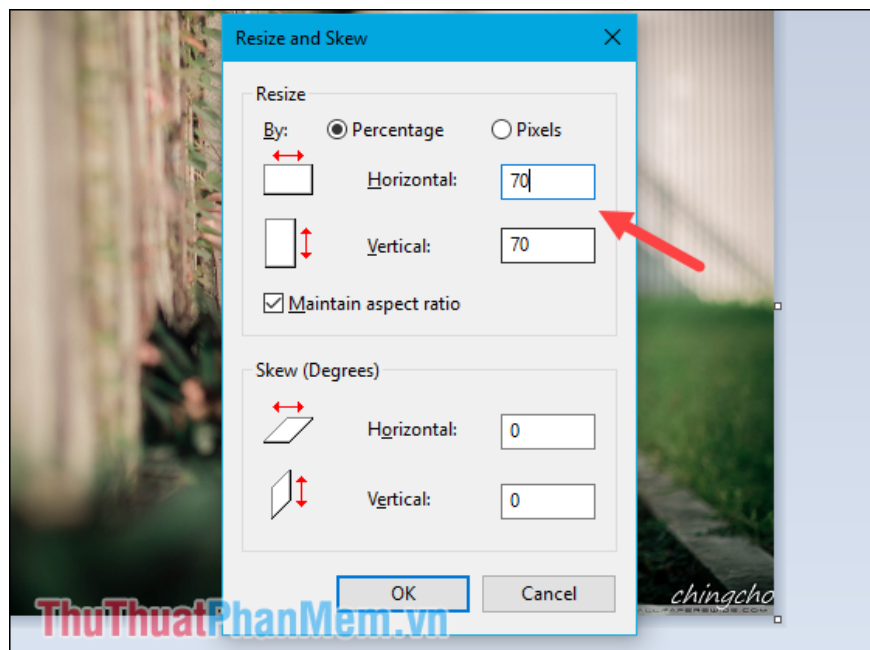 Resize and Skew
Resize
By:
Percentage
Pixels
Horizontal:
70
Vertical:
70
Maintain aspect ratio
Skew (Degrees)
Horizontal:
0
Vertical:
0
OK
Cancel
chingcho
ThuThuatPhanMem.vn